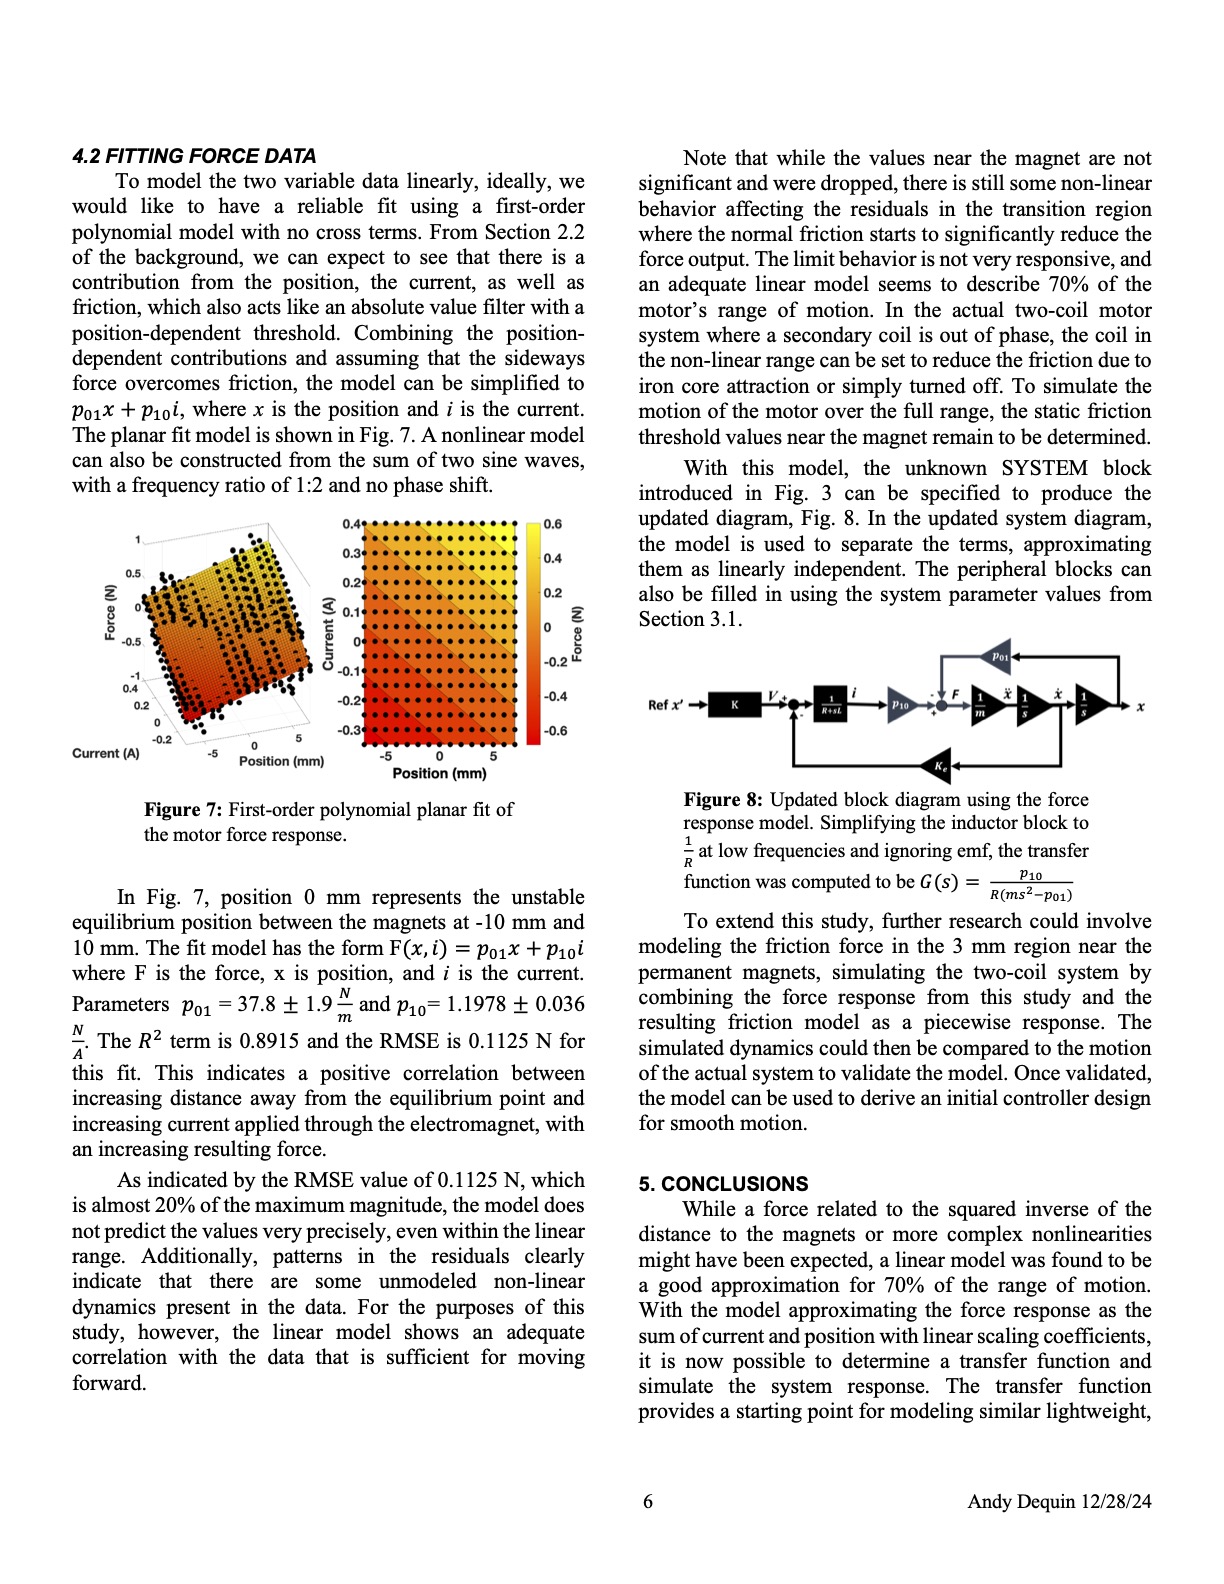 4.2 FITTING FORCE DATA
To model the two variable data linearly, ideally, we
would like to have a reliable fit using a first-order
polynomial model with no cross terms. From Section 2.2
of the background, we can expect to see that there is a
contribution from the position, the current, as well as
friction, which also acts like an absolute value filter with a
position-dependent threshold. Combining the position-
dependent contributions and assuming that the sideways
force overcomes friction, the model can be simplified to
p₀₁x + p₁₀i, where x is the position and i is the current.
The planar fit model is shown in Fig. 7. A nonlinear model
can also be constructed from the sum of two sine waves,
with a frequency ratio of 1:2 and no phase shift.
1
0.5
0
-0.5
-1
Force (N)
0.4
0.2
0
-0.2
Current (A)
-5
0
5
Position (mm)
0.4
0.3
0.2
0.1
0
-0.1
-0.2
-0.3
Current (A)
-5 0 5
Position (mm)
0.6
0.4
0.2
0
-0.2
-0.4
-0.6
Force (N)
Figure 7: First-order polynomial planar fit of
the motor force response.
In Fig. 7, position 0 mm represents the unstable
equilibrium position between the magnets at -10 mm and
10 mm. The fit model has the form F(x, i) = p₀₁x + p₁₀i
where F is the force, x is position, and i is the current.
Parameters p₀₁ = 37.8 ± 1.9 N/m and p₁₀= 1.1978 ± 0.036
N/A. The R² term is 0.8915 and the RMSE is 0.1125 N for
this fit. This indicates a positive correlation between
increasing distance away from the equilibrium point and
increasing current applied through the electromagnet, with
an increasing resulting force.
As indicated by the RMSE value of 0.1125 N, which
is almost 20% of the maximum magnitude, the model does
not predict the values very precisely, even within the linear
range. Additionally, patterns in the residuals clearly
indicate that there are some unmodeled non-linear
dynamics present in the data. For the purposes of this
study, however, the linear model shows an adequate
correlation with the data that is sufficient for moving
forward.
Note that while the values near the magnet are not
significant and were dropped, there is still some non-linear
behavior affecting the residuals in the transition region
where the normal friction starts to significantly reduce the
force output. The limit behavior is not very responsive, and
an adequate linear model seems to describe 70% of the
motor's range of motion. In the actual two-coil motor
system where a secondary coil is out of phase, the coil in
the non-linear range can be set to reduce the friction due to
iron core attraction or simply turned off. To simulate the
motion of the motor over the full range, the static friction
threshold values near the magnet remain to be determined.
With this model, the unknown SYSTEM block
introduced in Fig. 3 can be specified to produce the
updated diagram, Fig. 8. In the updated system diagram,
the model is used to separate the terms, approximating
them as linearly independent. The peripheral blocks can
also be filled in using the system parameter values from
Section 3.1.
p₀₁
Ref x' K V + - 1/(R+sL) i p₁₀ - + F 1/m ẍ 1/s ẋ 1/s x
Kₑ
Figure 8: Updated block diagram using the force
response model. Simplifying the inductor block to
1/R at low frequencies and ignoring emf, the transfer
function was computed to be G(s) = p₁₀/(R(ms²−p₀₁))
To extend this study, further research could involve
modeling the friction force in the 3 mm region near the
permanent magnets, simulating the two-coil system by
combining the force response from this study and the
resulting friction model as a piecewise response. The
simulated dynamics could then be compared to the motion
of the actual system to validate the model. Once validated,
the model can be used to derive an initial controller design
for smooth motion.
5. CONCLUSIONS
While a force related to the squared inverse of the
distance to the magnets or more complex nonlinearities
might have been expected, a linear model was found to be
a good approximation for 70% of the range of motion.
With the model approximating the force response as the
sum of current and position with linear scaling coefficients,
it is now possible to determine a transfer function and
simulate the system response. The transfer function
provides a starting point for modeling similar lightweight,
6
Andy Dequin 12/28/24